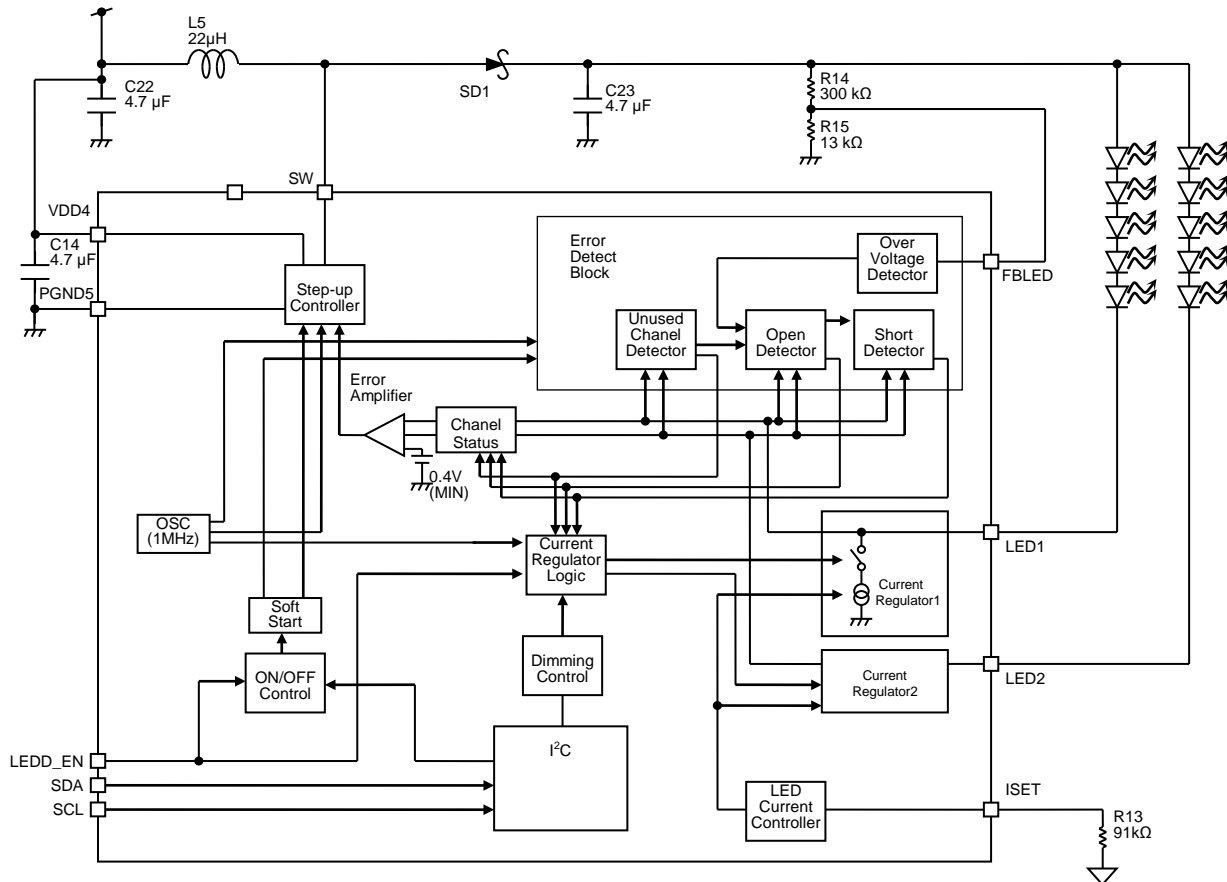 L5
22µH
C22
4.7 µF
SD1
C23
4.7 µF
R14
300 kΩ
R15
13 kΩ
SW
VDD4
C14
4.7 µF
PGND5
Step-up
Controller
Error
Detect
Block
Over
Voltage
Detector
FBLED
Unused
Chanel
Detector
Open
Detector
Short
Detector
Error
Amplifier
Chanel
Status
0.4V
(MIN)
OSC
(1MHz)
Current
Regulator
Logic
LED1
Current
Regulator1
Soft
Start
Dimming
Control
ON/OFF
Control
Current
Regulator2
LED2
LEDD_EN
SDA
SCL
I²C
LED
Current
Controller
ISET
R13
91kΩ